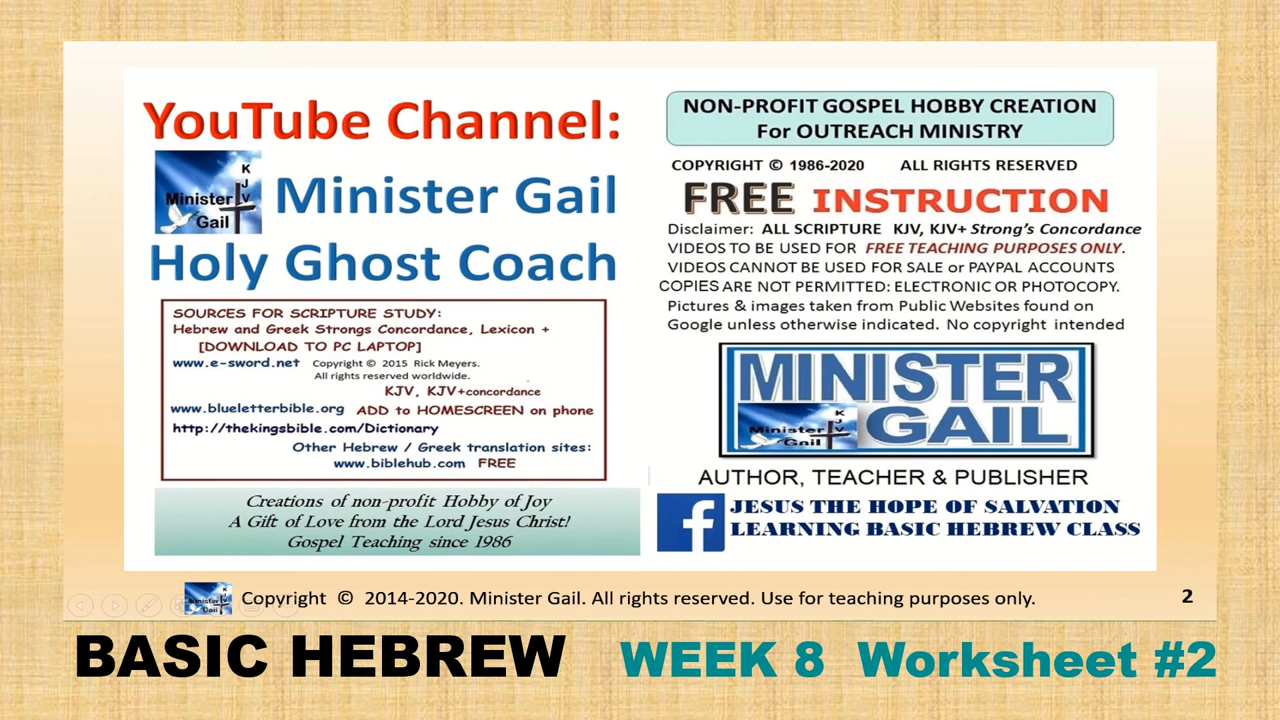 YouTube Channel:
K
J
Minister V
Gail
Minister Gail
Holy Ghost Coach
SOURCES FOR SCRIPTURE STUDY:
Hebrew and Greek Strongs Concordance, Lexicon +
[DOWNLOAD TO PC LAPTOP]
www.e-sword.net Copyright © 2015 Rick Meyers.
All rights reserved worldwide.
KJV, KJV+concordance
www.blueletterbible.org ADD to HOMESCREEN on phone
http://thekingsbible.com/Dictionary
Other Hebrew / Greek translation sites:
www.biblehub.com FREE
Creations of non-profit Hobby of Joy
A Gift of Love from the Lord Jesus Christ!
Gospel Teaching since 1986
NON-PROFIT GOSPEL HOBBY CREATION
For OUTREACH MINISTRY
COPYRIGHT © 1986-2020 ALL RIGHTS RESERVED
FREE INSTRUCTION
Disclaimer: ALL SCRIPTURE KJV, KJV+ Strong's Concordance
VIDEOS TO BE USED FOR FREE TEACHING PURPOSES ONLY.
VIDEOS CANNOT BE USED FOR SALE or PAYPAL ACCOUNTS
COPIES ARE NOT PERMITTED: ELECTRONIC OR PHOTOCOPY.
Pictures & images taken from Public Websites found on
Google unless otherwise indicated. No copyright intended
MINISTER
GAIL
K
J
Minister V
Gail
AUTHOR, TEACHER & PUBLISHER
f
JESUS THE HOPE OF SALVATION
LEARNING BASIC HEBREW CLASS
Minister
Gail
Copyright © 2014-2020. Minister Gail. All rights reserved. Use for teaching purposes only.
2
BASIC HEBREW WEEK 8 Worksheet #2